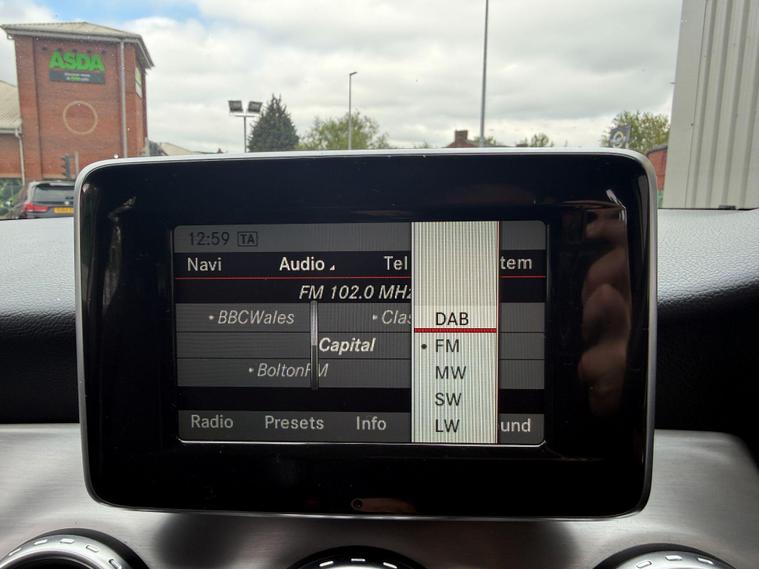 ASDA
12:59 TA
Navi Audio Tel tem
FM 102.0 MHz
BBCWales Clas
Capital
BoltonFM
Radio Presets Info und
DAB
FM
MW
SW
LW